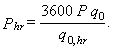 P_hr = 3600 P q_0 / q_0,hr .